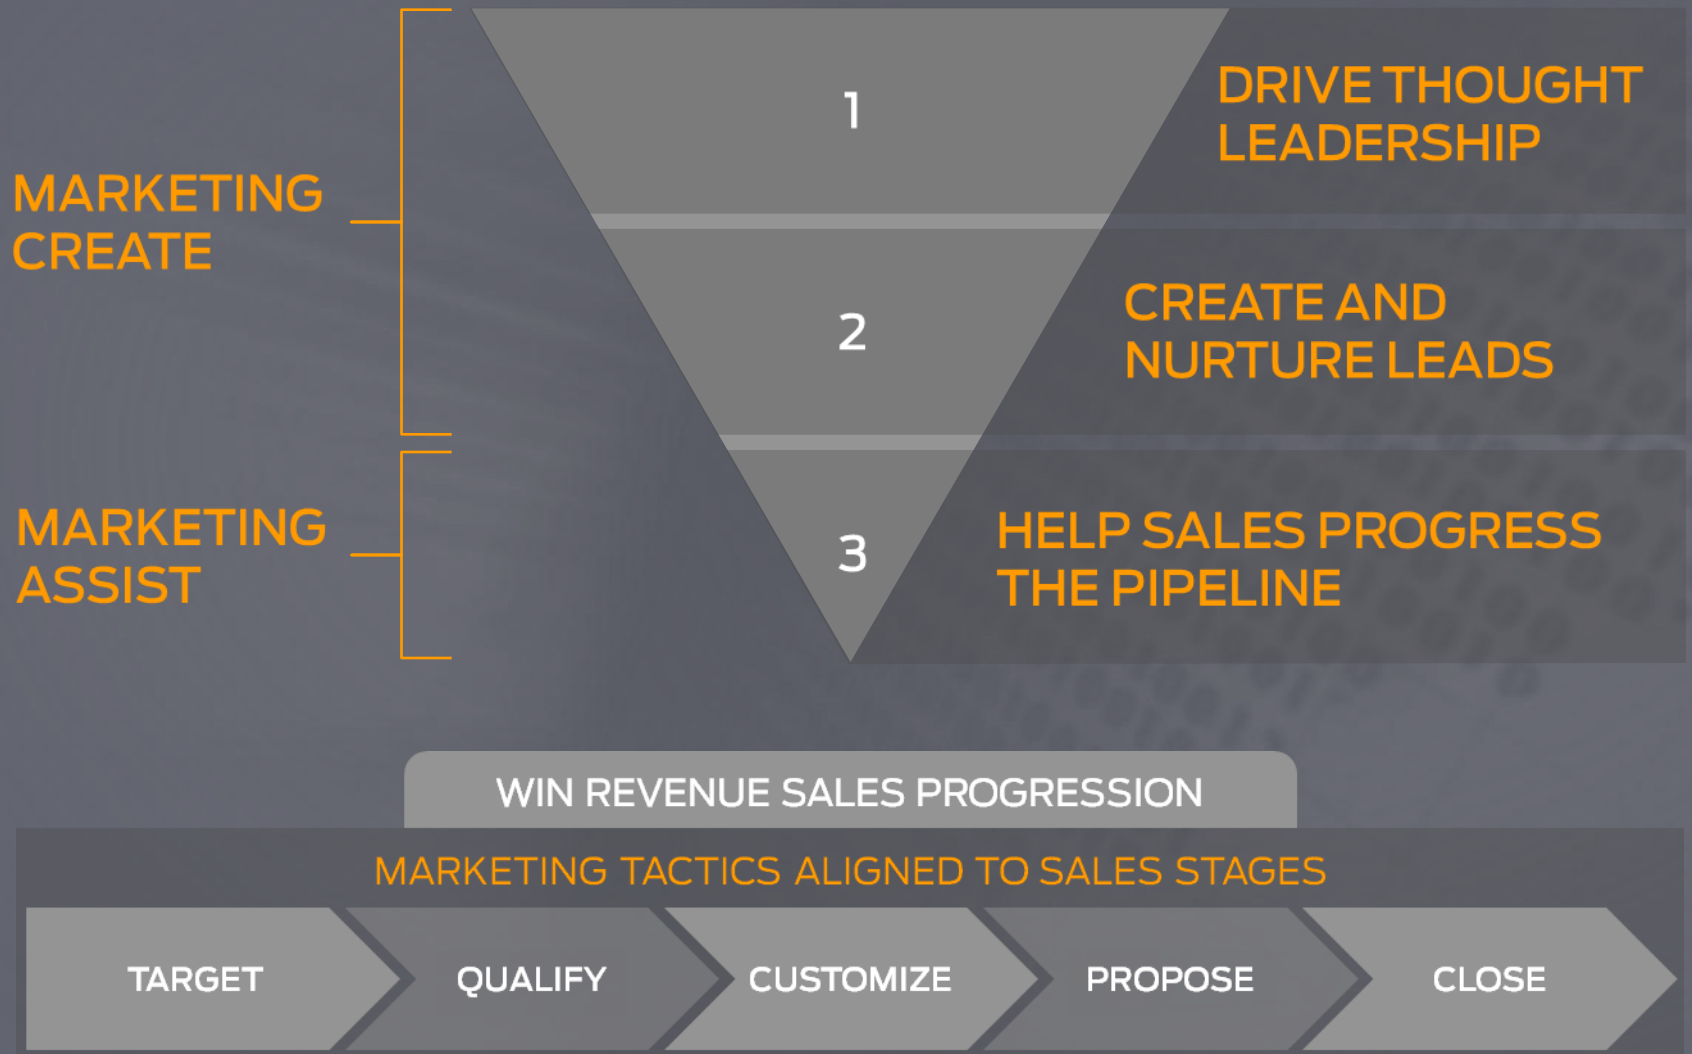 MARKETING
CREATE
1
DRIVE THOUGHT
LEADERSHIP
2
CREATE AND
NURTURE LEADS
MARKETING
ASSIST
3
HELP SALES PROGRESS
THE PIPELINE
WIN REVENUE SALES PROGRESSION
MARKETING TACTICS ALIGNED TO SALES STAGES
TARGET
QUALIFY
CUSTOMIZE
PROPOSE
CLOSE